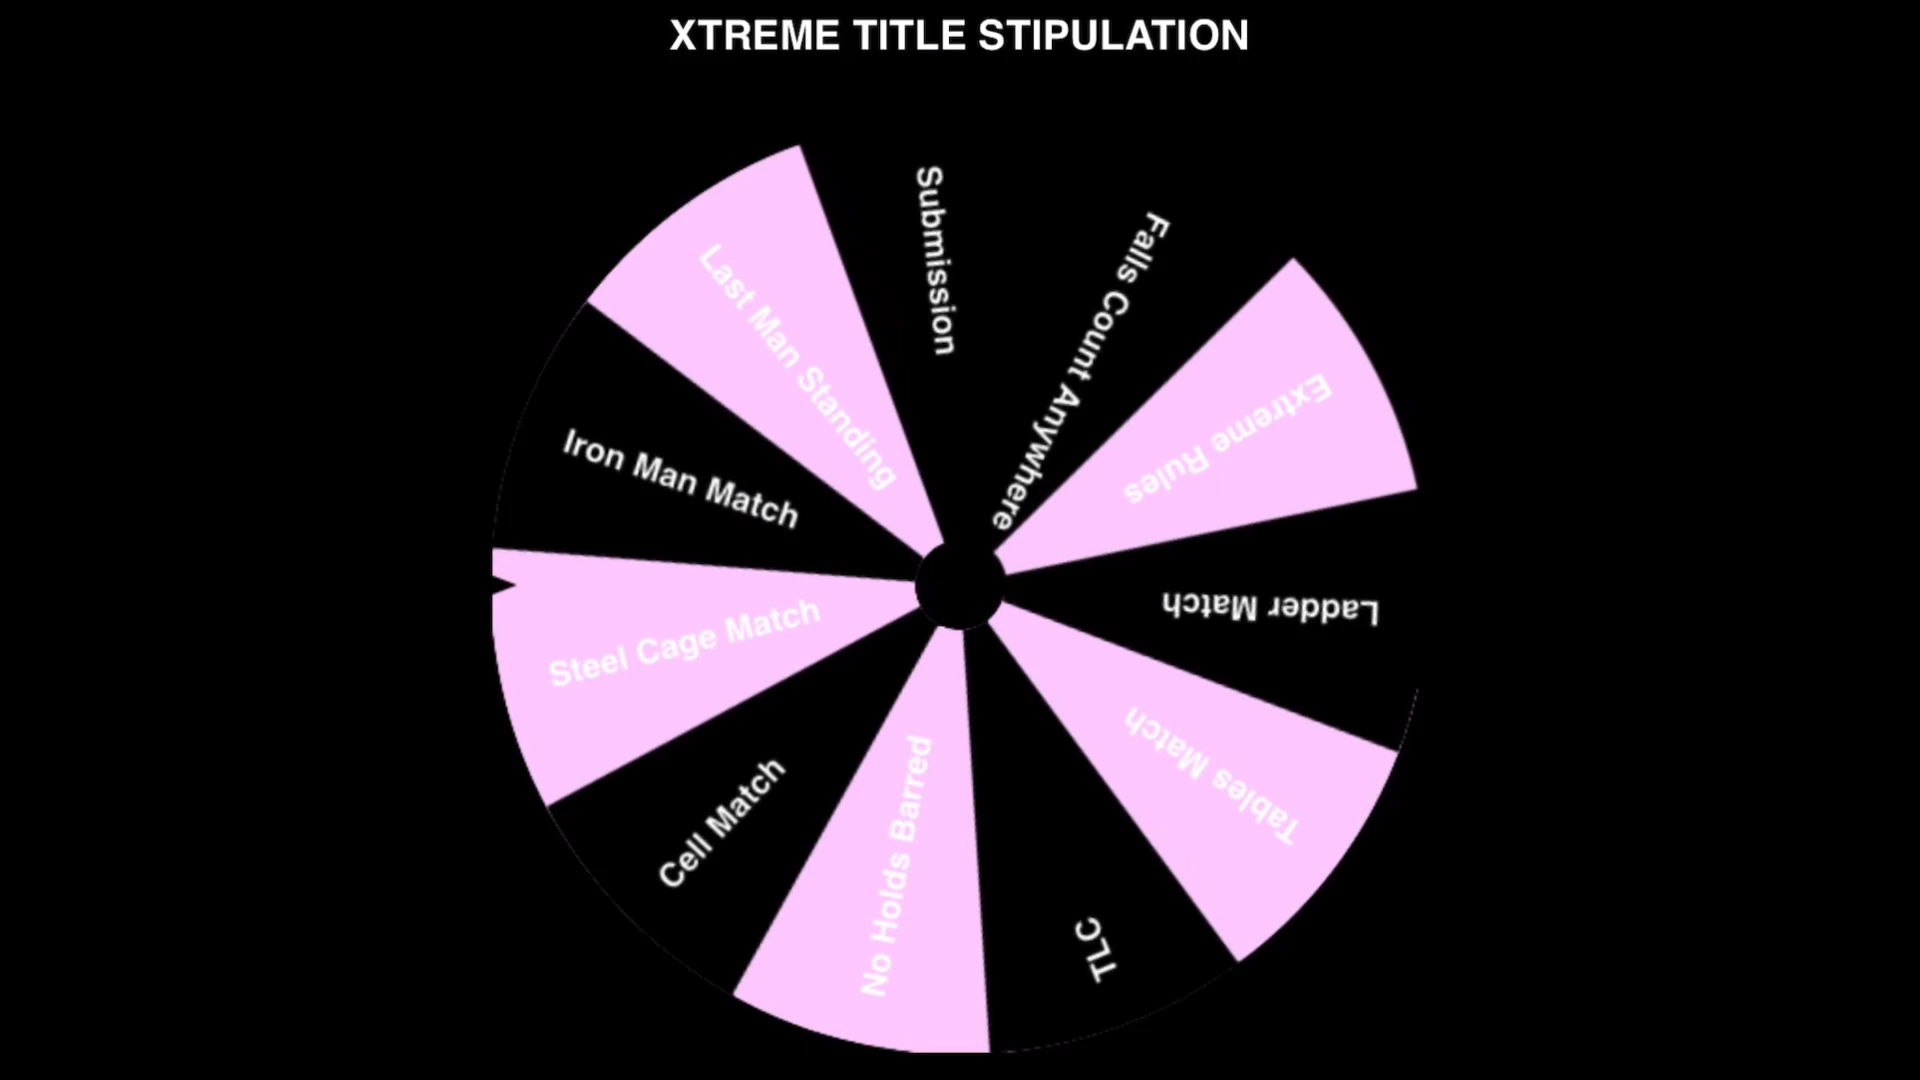 XTREME TITLE STIPULATION
Submission
Falls Count Anywhere
Extreme Rules
Ladder Match
Tables Match
TLC
No Holds Barred
Cell Match
Steel Cage Match
Iron Man Match
Last Man Standing